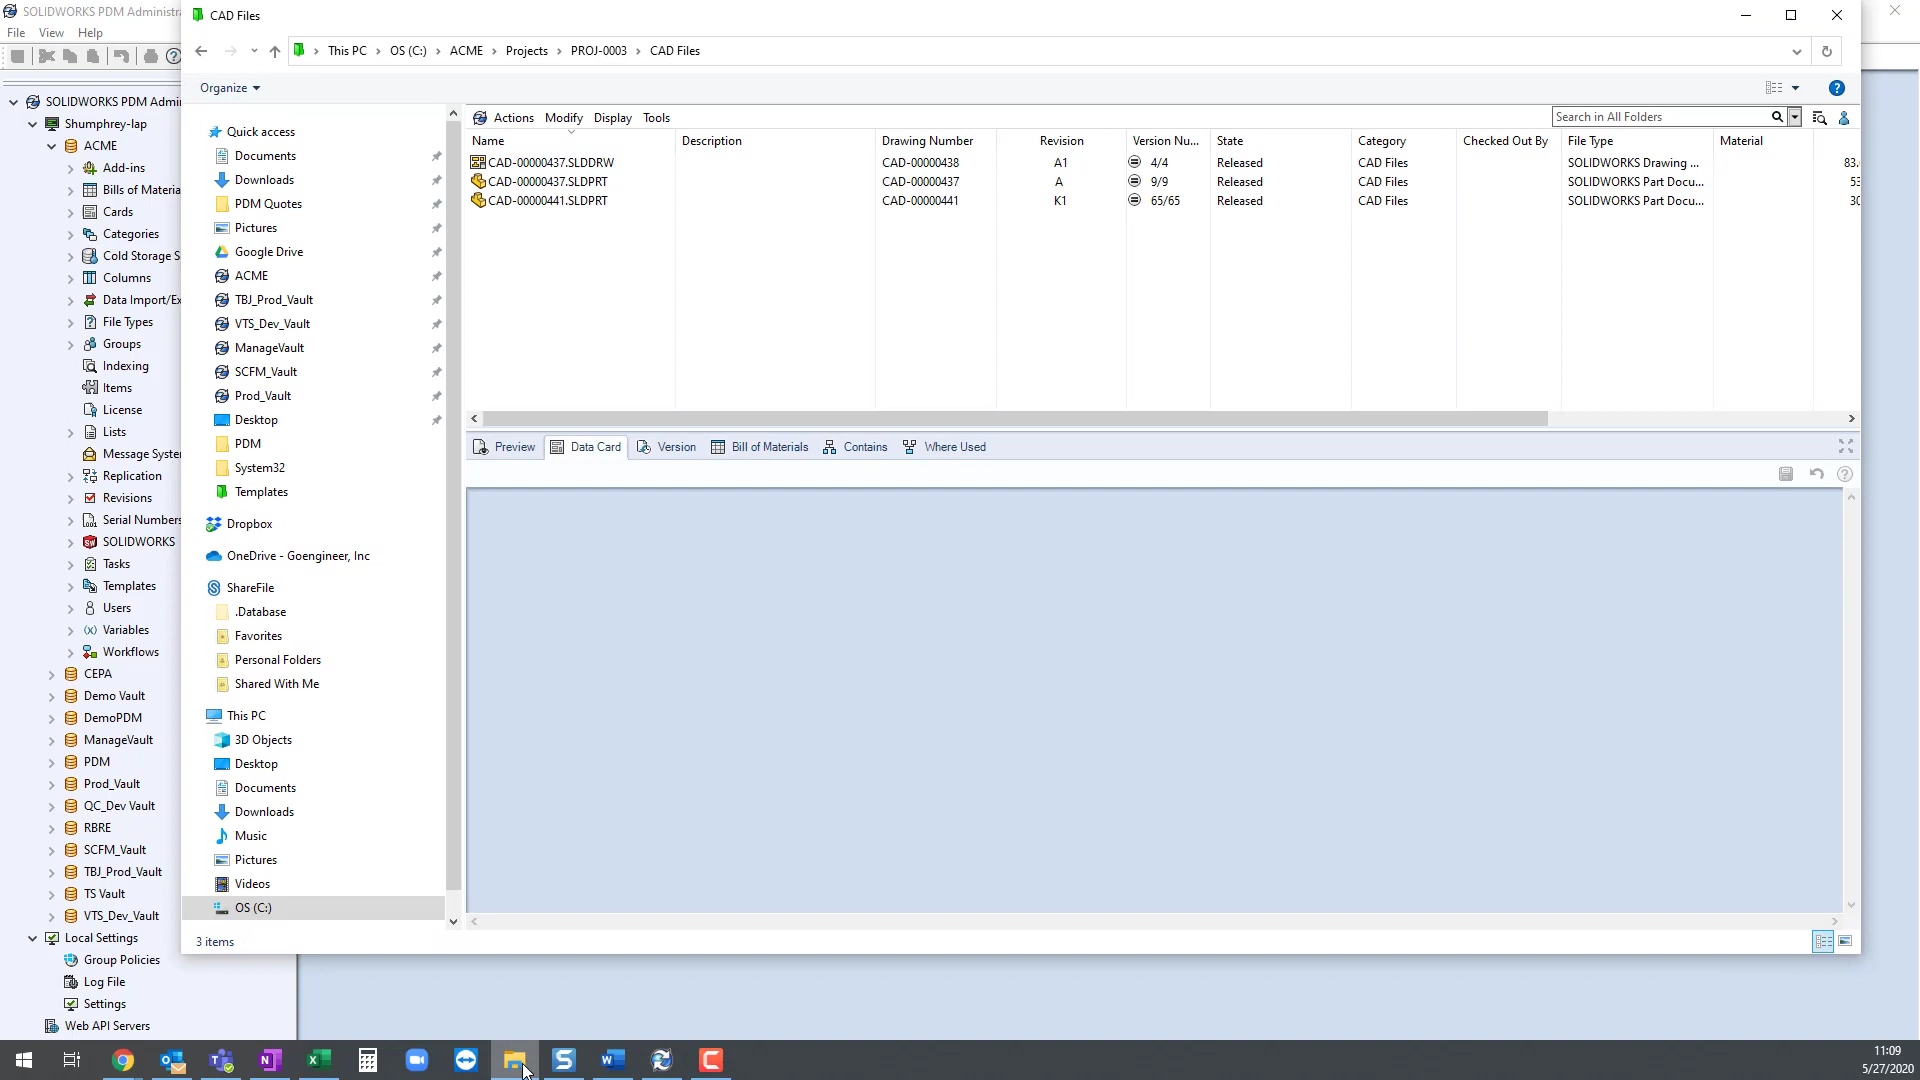 SOLIDWORKS PDM Administra
File View Help
SOLIDWORKS PDM Admin
Shumphrey-lap
ACME
Add-ins
Bills of Materia
Cards
Categories
Cold Storage S
Columns
Data Import/Ex
File Types
Groups
Indexing
Items
License
Lists
Message Syste
Replication
Revisions
Serial Numbers
SOLIDWORKS
Tasks
Templates
Users
Variables
Workflows
CEPA
Demo Vault
DemoPDM
ManageVault
PDM
Prod_Vault
QC_Dev Vault
RBRE
SCFM_Vault
TBJ_Prod_Vault
TS Vault
VTS_Dev_Vault
Local Settings
Group Policies
Log File
Settings
Web API Servers
CAD Files
This PC > OS (C:) > ACME > Projects > PROJ-0003 > CAD Files
Organize
Quick access
Documents
Downloads
PDM Quotes
Pictures
Google Drive
ACME
TBJ_Prod_Vault
VTS_Dev_Vault
ManageVault
SCFM_Vault
Prod_Vault
Desktop
PDM
System32
Templates
Dropbox
OneDrive - Goengineer, Inc
ShareFile
.Database
Favorites
Personal Folders
Shared With Me
This PC
3D Objects
Desktop
Documents
Downloads
Music
Pictures
Videos
OS (C:)
3 items
Actions Modify Display Tools
Search in All Folders
Name Description Drawing Number Revision Version Nu... State Category Checked Out By File Type Material
CAD-00000437.SLDDRW CAD-00000438 A1 4/4 Released CAD Files SOLIDWORKS Drawing ... 83.
CAD-00000437.SLDPRT CAD-00000437 A 9/9 Released CAD Files SOLIDWORKS Part Docu... 53
CAD-00000441.SLDPRT CAD-00000441 K1 65/65 Released CAD Files SOLIDWORKS Part Docu... 30
Preview Data Card Version Bill of Materials Contains Where Used
11:09
5/27/2020